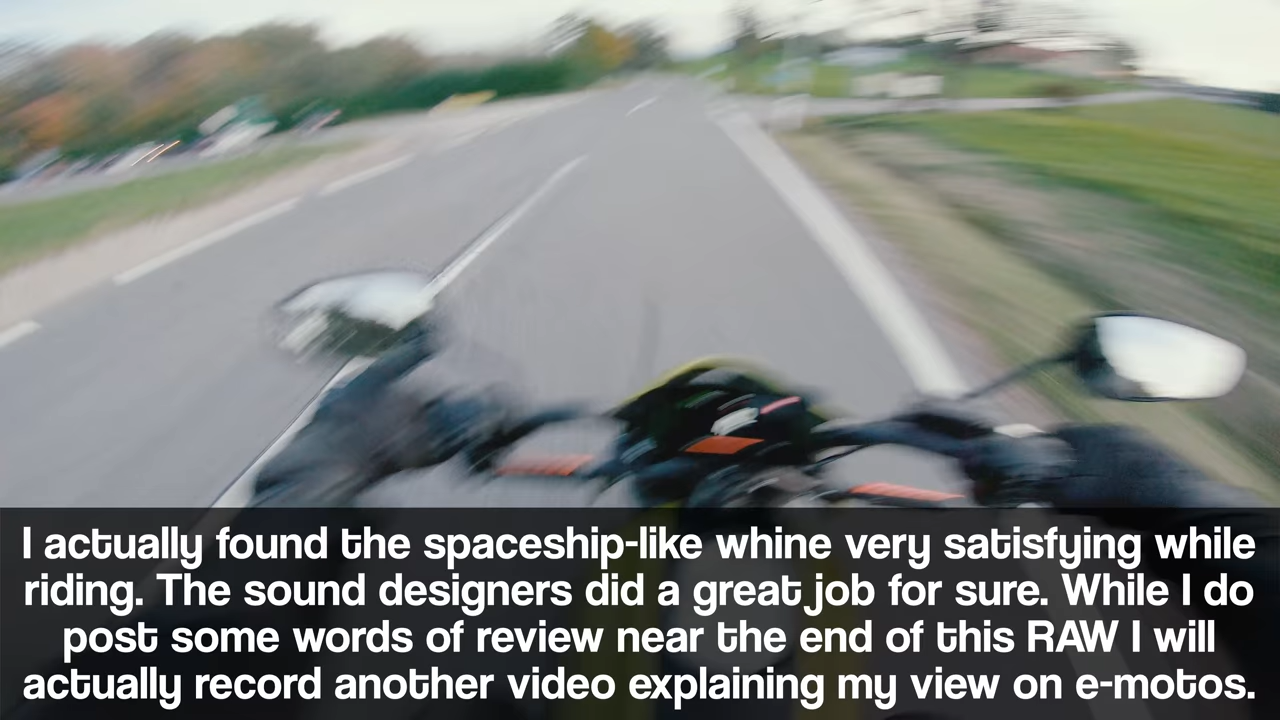 I actually found the spaceship-like whine very satisfying while
riding. The sound designers did a great job for sure. While I do
post some words of review near the end of this RAW I will
actually record another video explaining my view on e-motos.